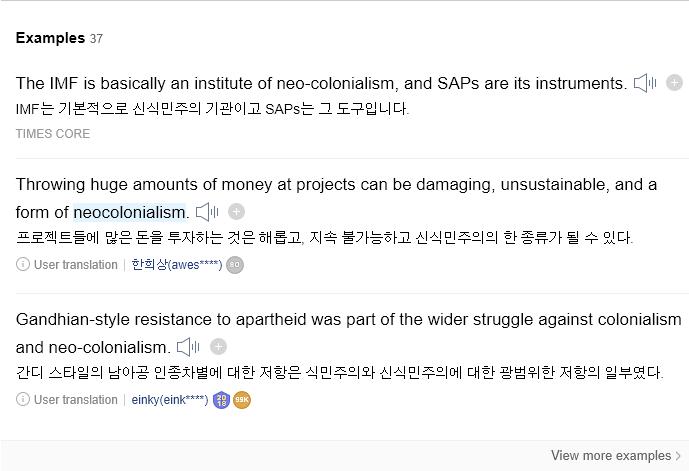 Examples 37
The IMF is basically an institute of neo-colonialism, and SAPs are its instruments.
IMF는 기본적으로 신식민주의 기관이고 SAPs는 그 도구입니다.
TIMES CORE
Throwing huge amounts of money at projects can be damaging, unsustainable, and a
form of neocolonialism.
프로젝트들에 많은 돈을 투자하는 것은 해롭고, 지속 불가능하고 신식민주의의 한 종류가 될 수 있다.
User translation | 한희상(awes****) 80
Gandhian-style resistance to apartheid was part of the wider struggle against colonialism
and neo-colonialism.
간디 스타일의 남아공 인종차별에 대한 저항은 식민주의와 신식민주의에 대한 광범위한 저항의 일부였다.
User translation | einky(eink****) 2018
View more examples >